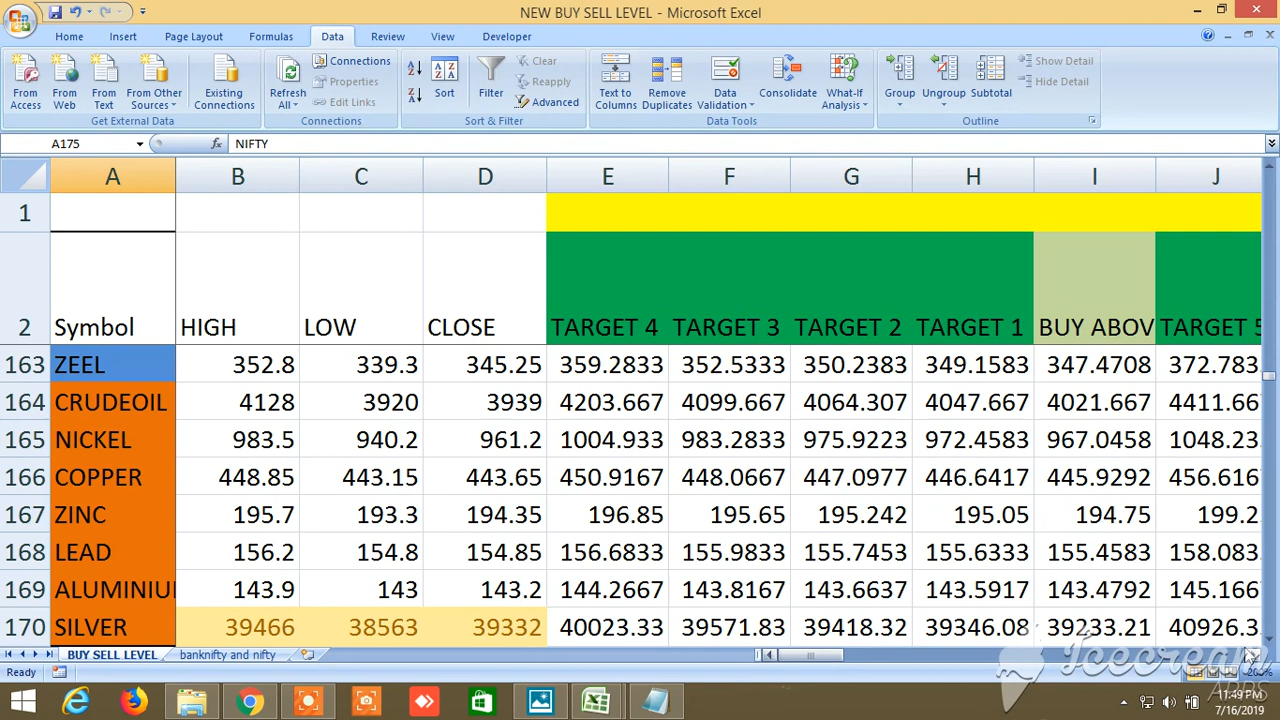 NEW BUY SELL LEVEL - Microsoft Excel
Home Insert Page Layout Formulas Data Review View Developer
From Access From Web From Text From Other Sources Existing Connections Refresh All Connections Properties Edit Links Sort Filter Clear Reapply Advanced Text to Columns Remove Duplicates Data Validation Consolidate What-If Analysis Group Ungroup Subtotal Show Detail Hide Detail
Get External Data Connections Sort & Filter Data Tools Outline
A175 fx NIFTY
A B C D E F G H I J
1
2 Symbol HIGH LOW CLOSE TARGET 4 TARGET 3 TARGET 2 TARGET 1 BUY ABOV TARGET 5
163 ZEEL 352.8 339.3 345.25 359.2833 352.5333 350.2383 349.1583 347.4708 372.783
164 CRUDEOIL 4128 3920 3939 4203.667 4099.667 4064.307 4047.667 4021.667 4411.667
165 NICKEL 983.5 940.2 961.2 1004.933 983.2833 975.9223 972.4583 967.0458 1048.23
166 COPPER 448.85 443.15 443.65 450.9167 448.0667 447.0977 446.6417 445.9292 456.6167
167 ZINC 195.7 193.3 194.35 196.85 195.65 195.242 195.05 194.75 199.2
168 LEAD 156.2 154.8 154.85 156.6833 155.9833 155.7453 155.6333 155.4583 158.083
169 ALUMINIUM 143.9 143 143.2 144.2667 143.8167 143.6637 143.5917 143.4792 145.1667
170 SILVER 39466 38563 39332 40023.33 39571.83 39418.32 39346.08 39233.21 40926.3
BUY SELL LEVEL banknifty and nifty
Icecream
APPS
Ready 200%
11:49 PM
7/16/2019